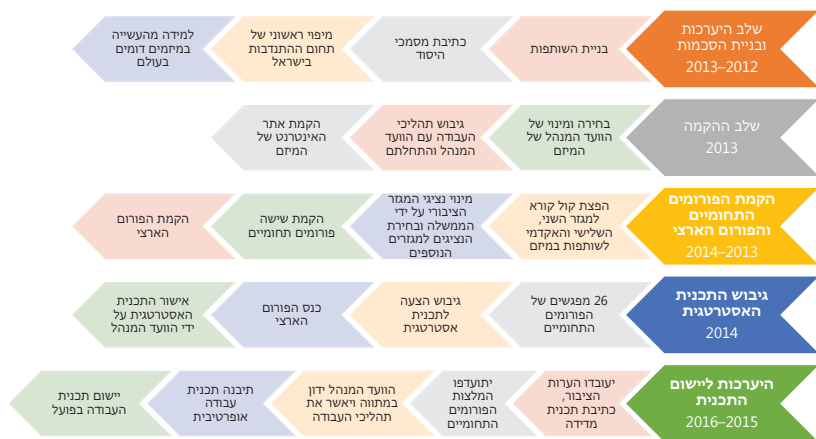 שלב היערכות
ובניית הסכמות
2013–2012
בניית השותפות
כתיבת מסמכי
היסוד
מיפוי ראשוני של
תחום ההתנדבות
בישראל
למידה מהעשייה
במיזמים דומים
בעולם
שלב ההקמה
2013
בחירה ומינוי של
הוועד המנהל של
המיזם
גיבוש תהליכי
העבודה עם הוועד
המנהל והתחלתם
הקמת אתר
האינטרנט של
המיזם
הקמת הפורומים
התחומיים
והפורום הארצי
2014–2013
הפצת קול קורא
למגזר השני,
השלישי והאקדמי
לשותפות במיזם
מינוי נציגי המגזר
הציבורי על ידי
הממשלה ובחירת
הנציגים למגזרים
הנוספים
הקמת שישה
פורומים תחומיים
הקמת הפורום
הארצי
גיבוש התכנית
האסטרטגית
2014
26 מפגשים של
הפורומים
התחומיים
גיבוש הצעה
לתכנית
אסטרטגית
כנס הפורום
הארצי
אישור התכנית
האסטרטגית על
ידי הוועד המנהל
היערכות ליישום
התכנית
2016–2015
יעובדו הערות
הציבור,
כתיבת תכנית
מדידה
יתועדפו
המלצות
הפורומים
התחומיים
הוועד המנהל ידון
במתווה ויאשר את
תהליכי העבודה
תיבנה תכנית
עבודה
אופרטיבית
יישום תכנית
העבודה בפועל